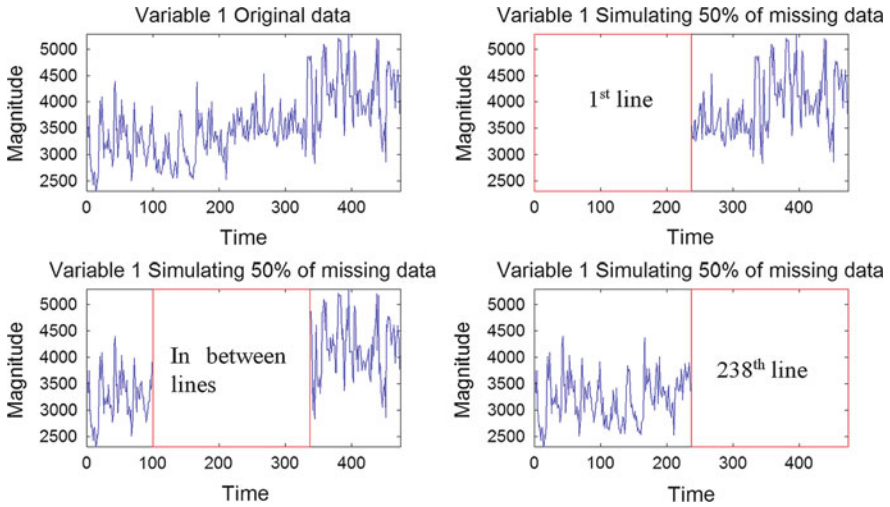 Variable 1 Original data
Magnitude
5000
4500
4000
3500
3000
2500
0 100 200 300 400
Time
Variable 1 Simulating 50% of missing data
Magnitude
5000
4500
4000
3500
3000
2500
1st line
0 100 200 300 400
Time
Variable 1 Simulating 50% of missing data
Magnitude
5000
4500
4000
3500
3000
2500
In between
lines
0 100 200 300 400
Time
Variable 1 Simulating 50% of missing data
Magnitude
5000
4500
4000
3500
3000
2500
238th line
0 100 200 300 400
Time